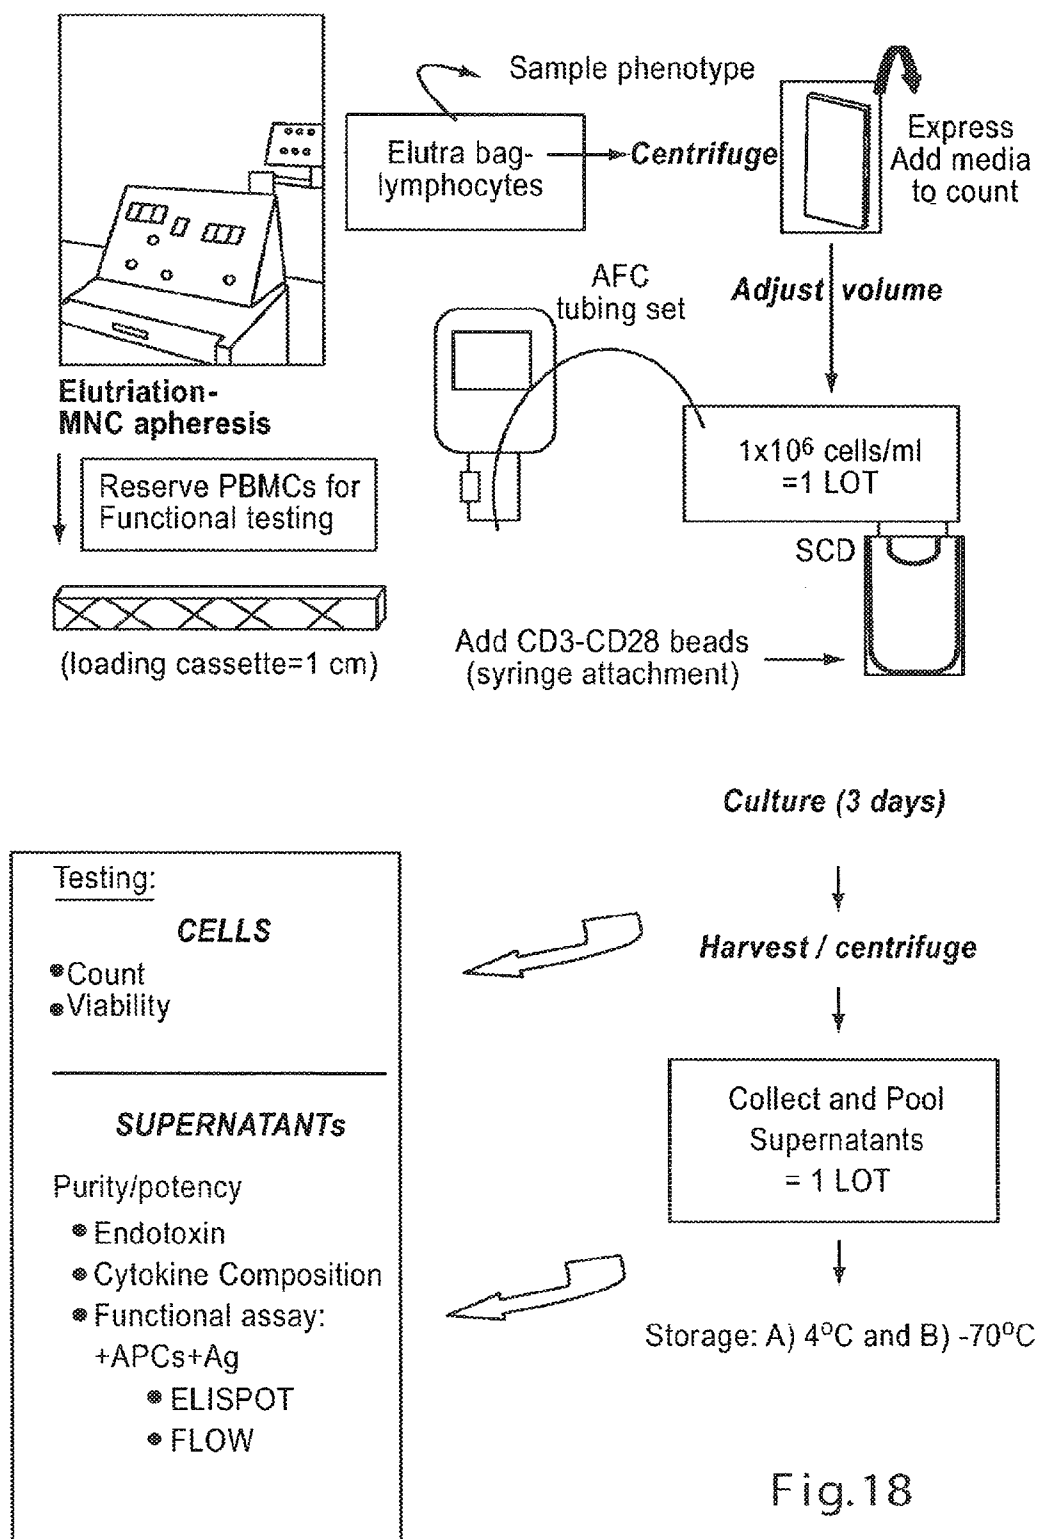 Sample phenotype
Elutra bag-
lymphocytes
Centrifuge
Express
Add media
to count
Adjust volume
AFC
tubing set
Elutriation-
MNC apheresis
Reserve PBMCs for
Functional testing
(loading cassette=1 cm)
1x10⁶ cells/ml
=1 LOT
SCD
Add CD3-CD28 beads
(syringe attachment)
Culture (3 days)
Harvest / centrifuge
Collect and Pool
Supernatants
= 1 LOT
Storage: A) 4⁰C and B) -70⁰C
Testing:
CELLS
•Count
•Viability
SUPERNATANTs
Purity/potency
• Endotoxin
• Cytokine Composition
• Functional assay:
+APCs+Ag
• ELISPOT
• FLOW
Fig.18